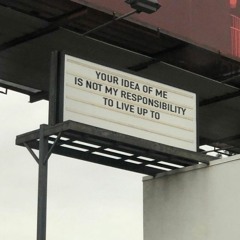 YOUR IDEA OF ME
IS NOT MY RESPONSIBILITY
TO LIVE UP TO